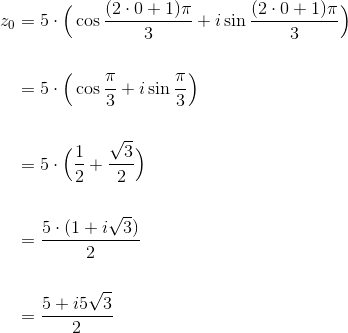 z₀ = 5 · ( cos (2 · 0 + 1)π/3 + i sin (2 · 0 + 1)π/3 )
= 5 · ( cos π/3 + i sin π/3 )
= 5 · ( 1/2 + √3/2 )
= 5 · (1 + i√3)/2
= 5 + i5√3/2